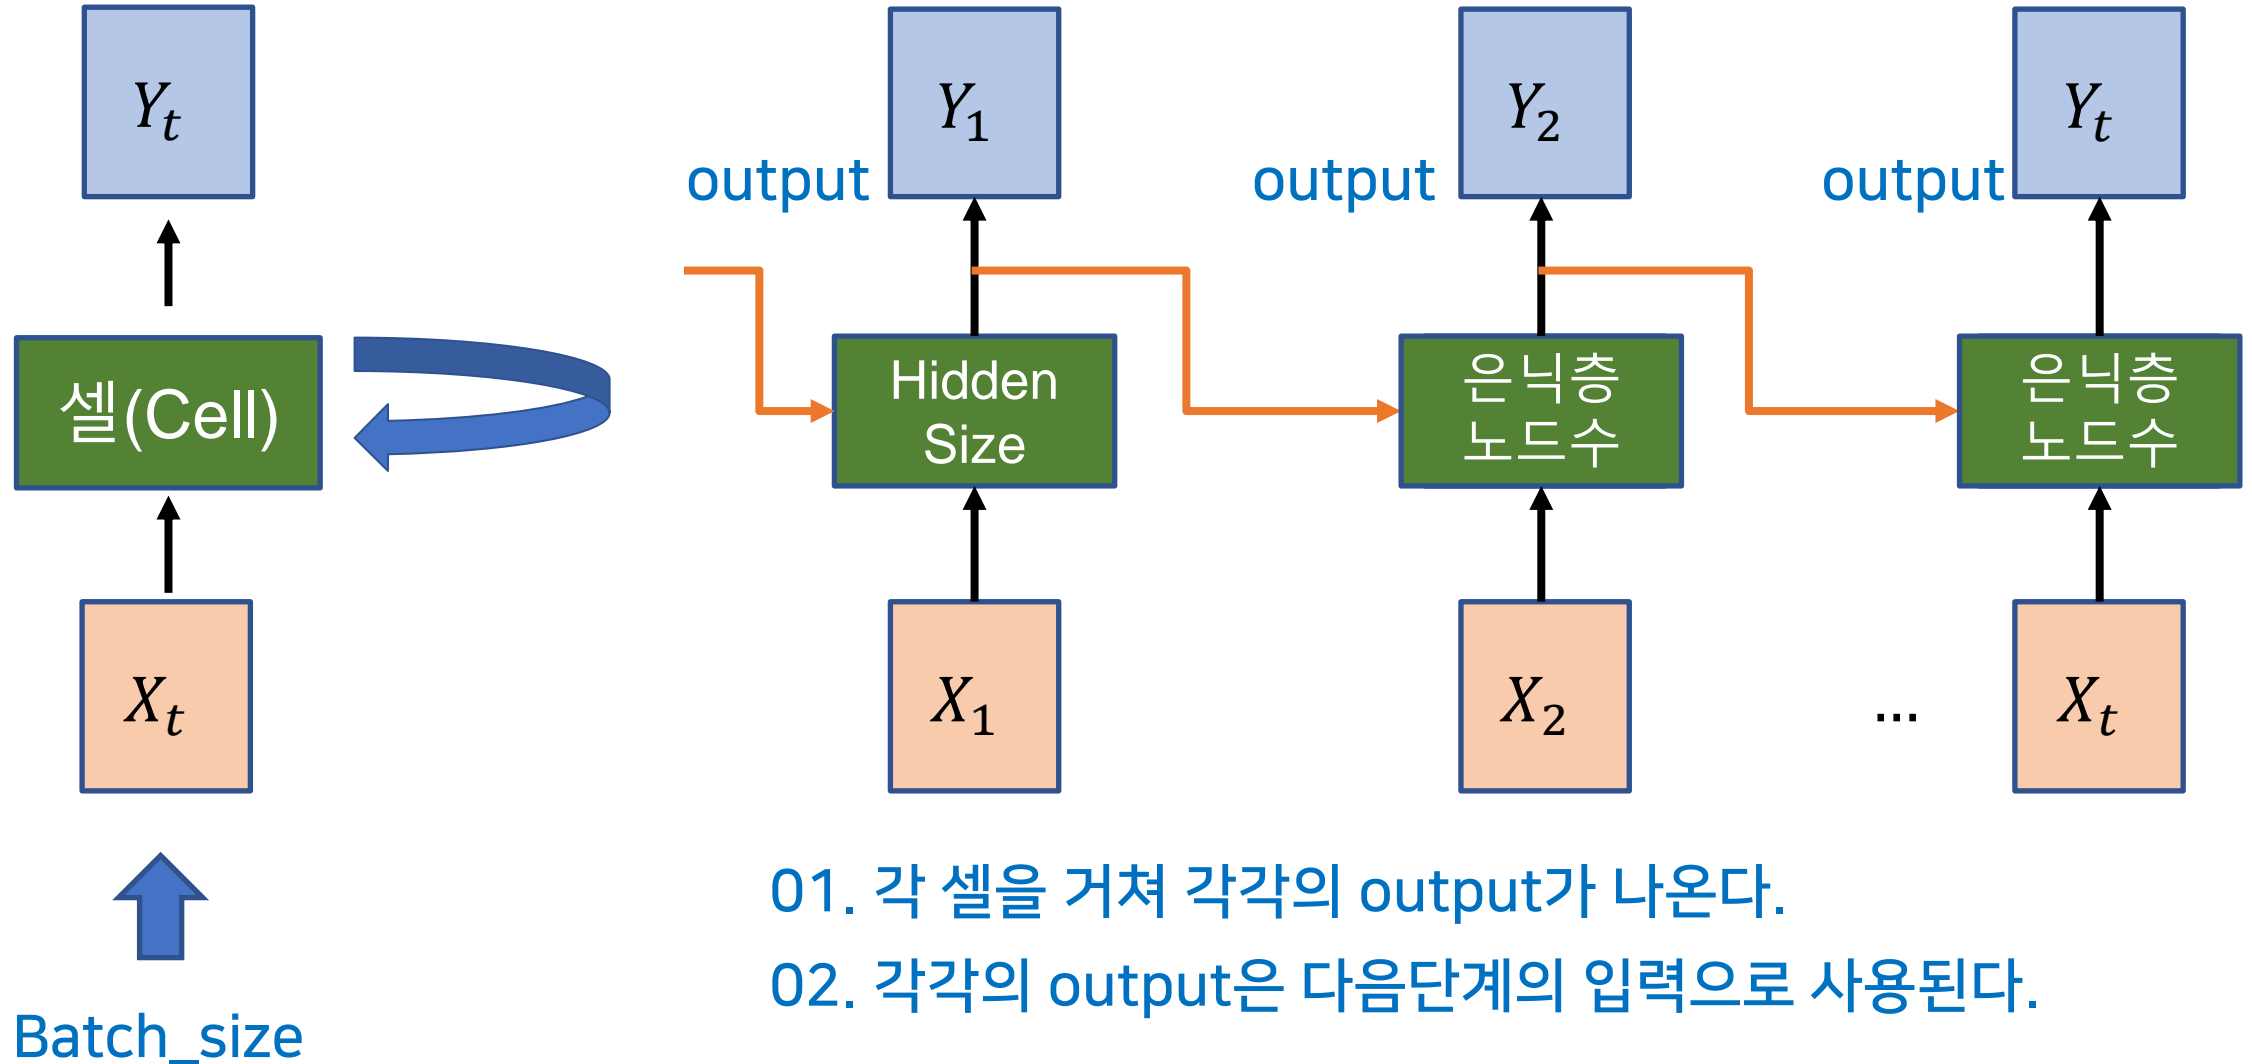 Y_t
Y_1
Y_2
Y_t
output
output
output
셀(Cell)
Hidden
Size
은닉층
노드수
은닉층
노드수
X_t
X_1
X_2
...
X_t
01. 각 셀을 거쳐 각각의 output가 나온다.
02. 각각의 output은 다음단계의 입력으로 사용된다.
Batch_size